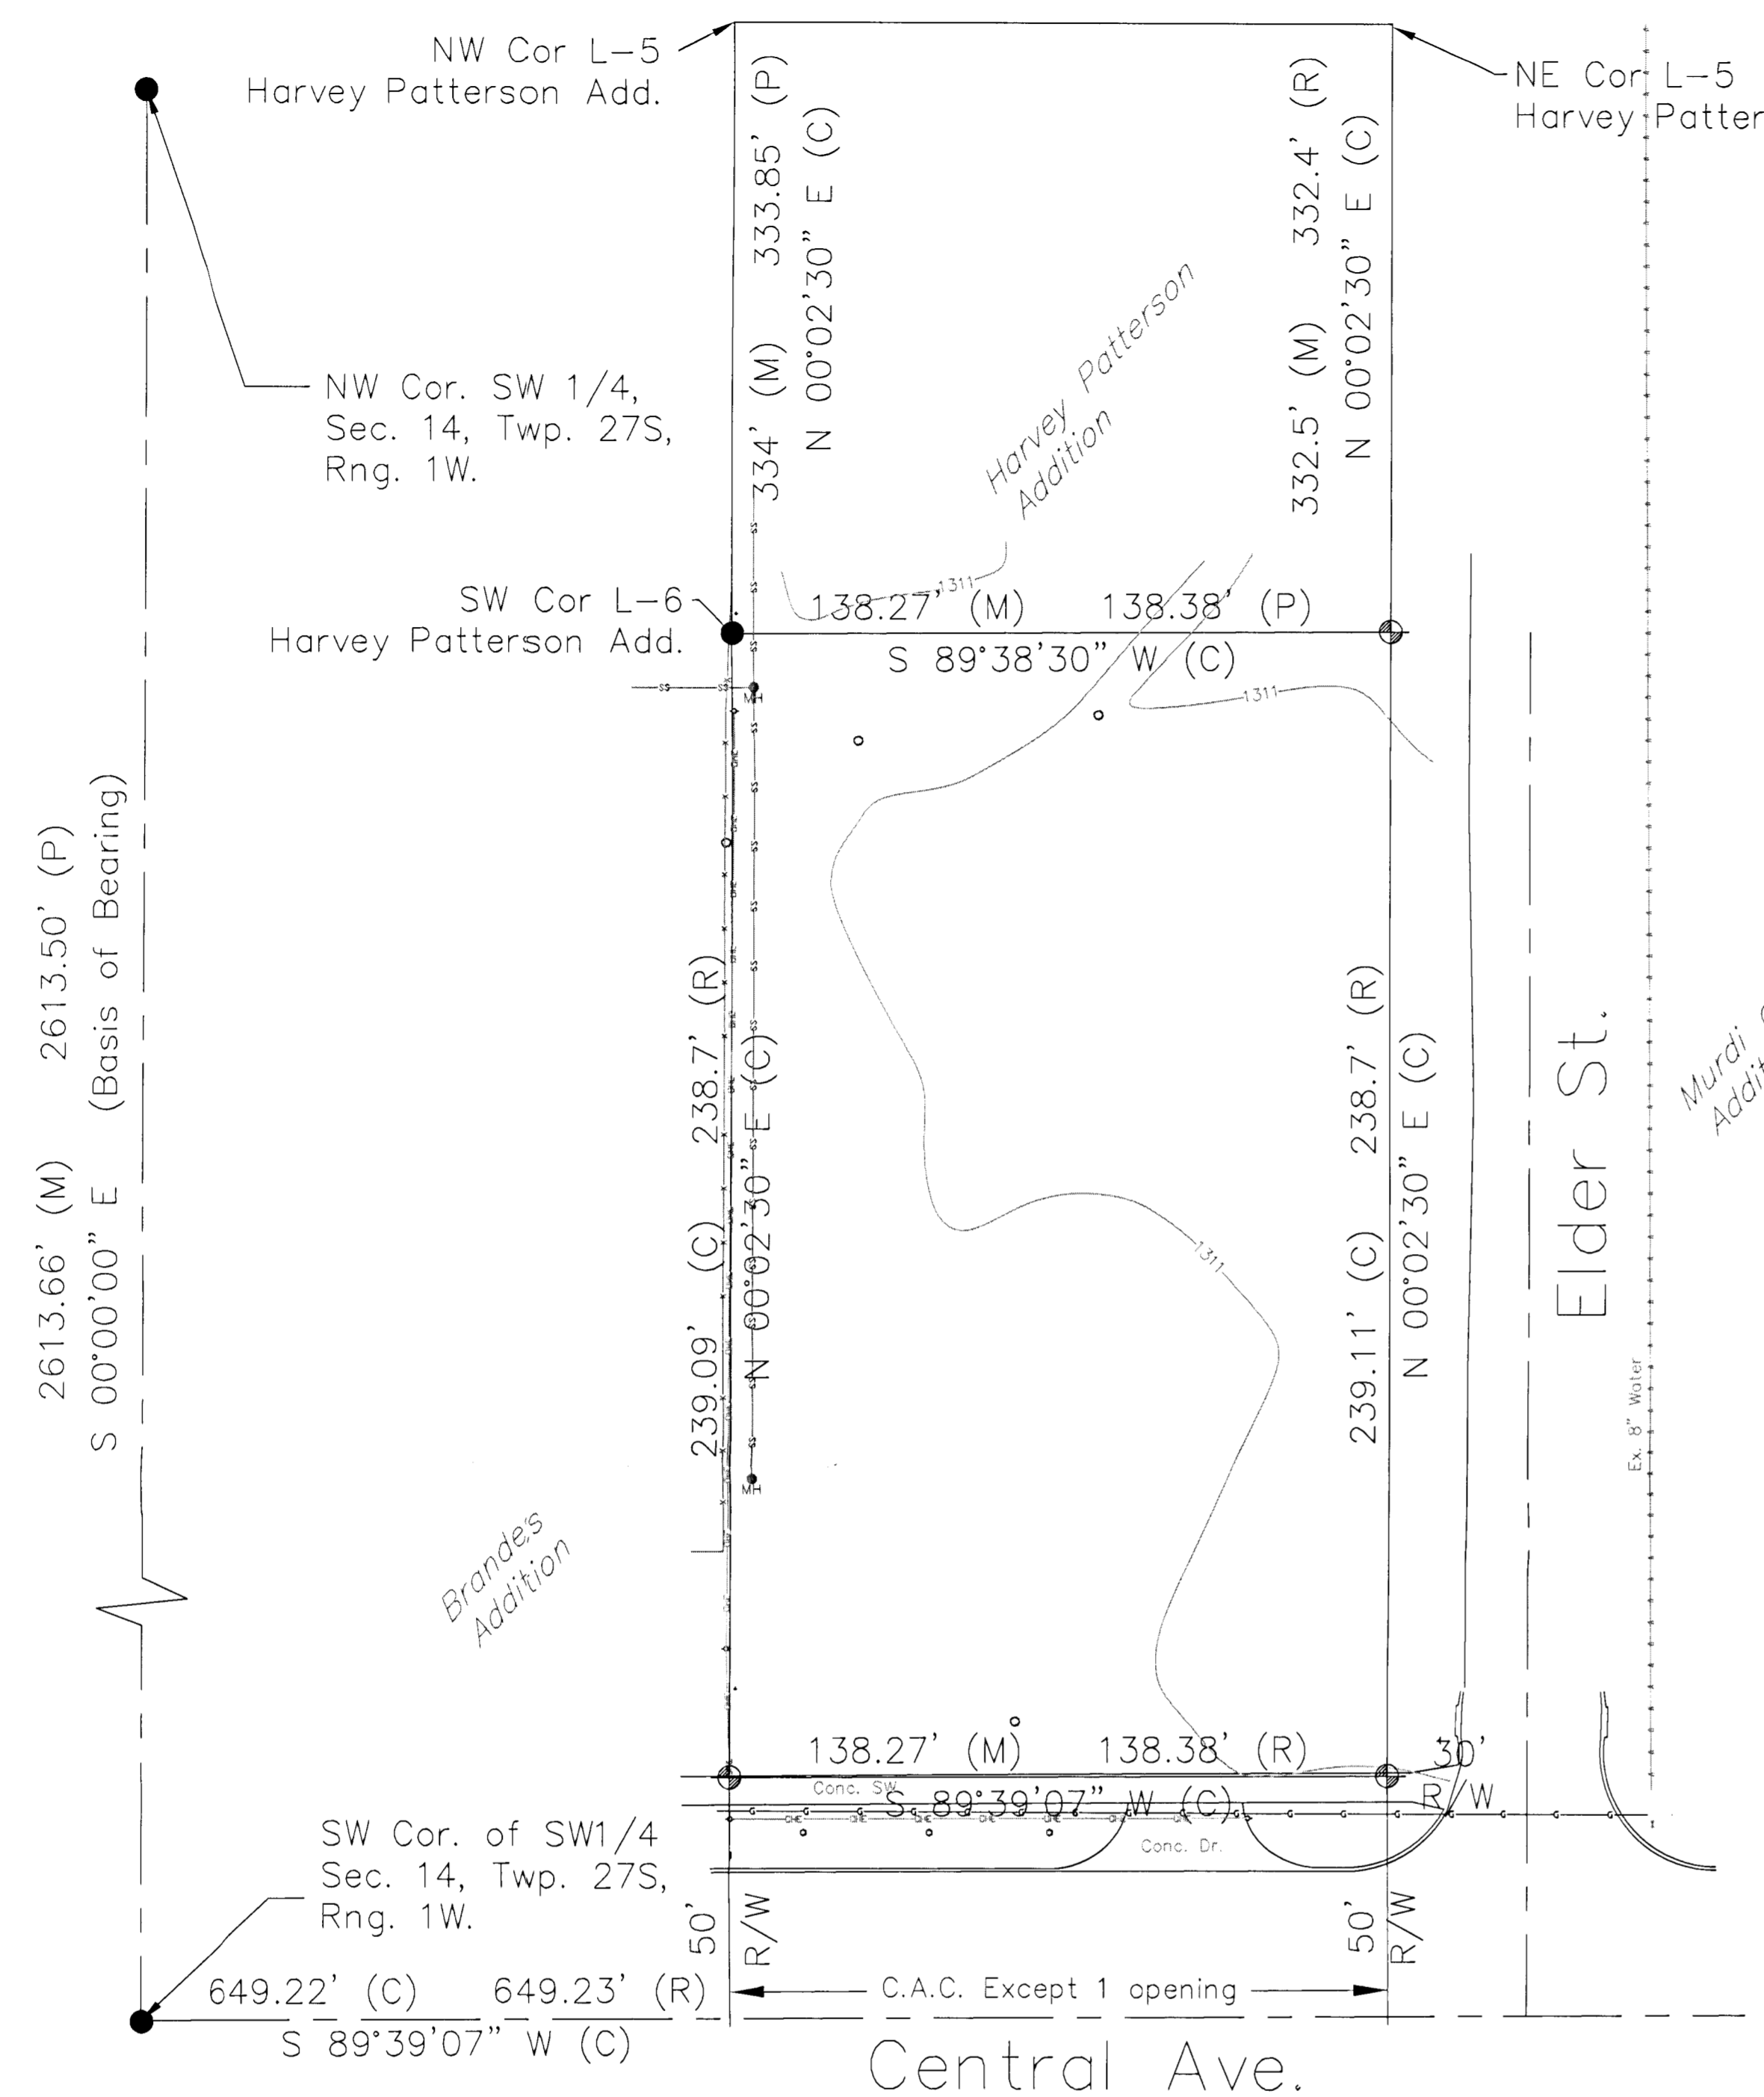 NW Cor L-5
Harvey Patterson Add.
NE Cor L-5
Harvey Patter
333.85' (P)
334' (M)
N 00°02'30" E (C)
332.4' (R)
332.5' (M)
N 00°02'30" E (C)
NW Cor. SW 1/4,
Sec. 14, Twp. 27S,
Rng. 1W.
Harvey Patterson
Addition
1311
SW Cor L-6
Harvey Patterson Add.
138.27' (M) 138.38' (P)
S 89°38'30" W (C)
1311
MH
2613.66' (M) 2613.50' (P)
S 00°00'00" E (Basis of Bearing)
239.09' (C) 238.7' (R)
N 00°02'30" E (C)
239.11' (C) 238.7' (R)
N 00°02'30" E (C)
1311
Elder St.
Murdi
Addit
Ex. 8" Water
MH
Brande's
Addition
138.27' (M) 138.38' (R)
30'
R/W
Conc. SW
S 89°39'07" W (C)
Conc. Dr.
SW Cor. of SW1/4
Sec. 14, Twp. 27S,
Rng. 1W.
50'
R/W
50'
R/W
649.22' (C) 649.23' (R)
S 89°39'07" W (C)
C.A.C. Except 1 opening
Central Ave.